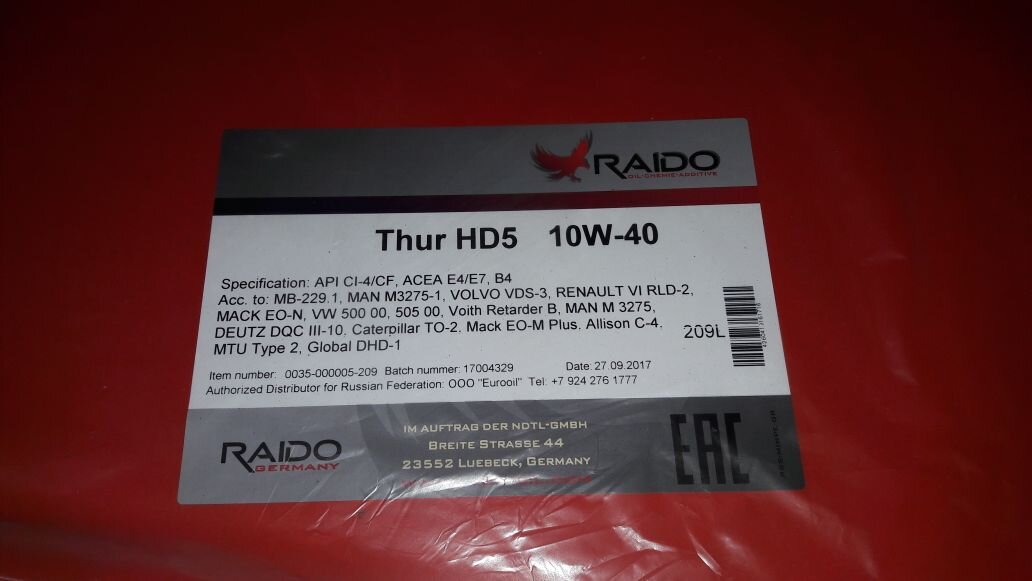 RAIDO
OIL-CHEMIE-ADDITIVE
Thur HD5 10W-40
Specification: API CI-4/CF, ACEA E4/E7, B4
Acc. to: MB-229.1, MAN M3275-1, VOLVO VDS-3, RENAULT VI RLD-2,
MACK EO-N, VW 500 00, 505 00, Voith Retarder B, MAN M 3275,
DEUTZ DQC III-10, Caterpillar TO-2, Mack EO-M Plus, Allison C-4,
MTU Type 2, Global DHD-1
209L
Item number: 0035-000005-209 Batch nummer: 17004329 Date: 27.09.2017
Authorized Distributor for Russian Federation: OOO "Eurooil" Tel: +7 924 276 1777
RAIDO
GERMANY
IM AUFTRAG DER NDTL-GMBH
BREITE STRASSE 44
23552 LUEBECK, GERMANY
EAC